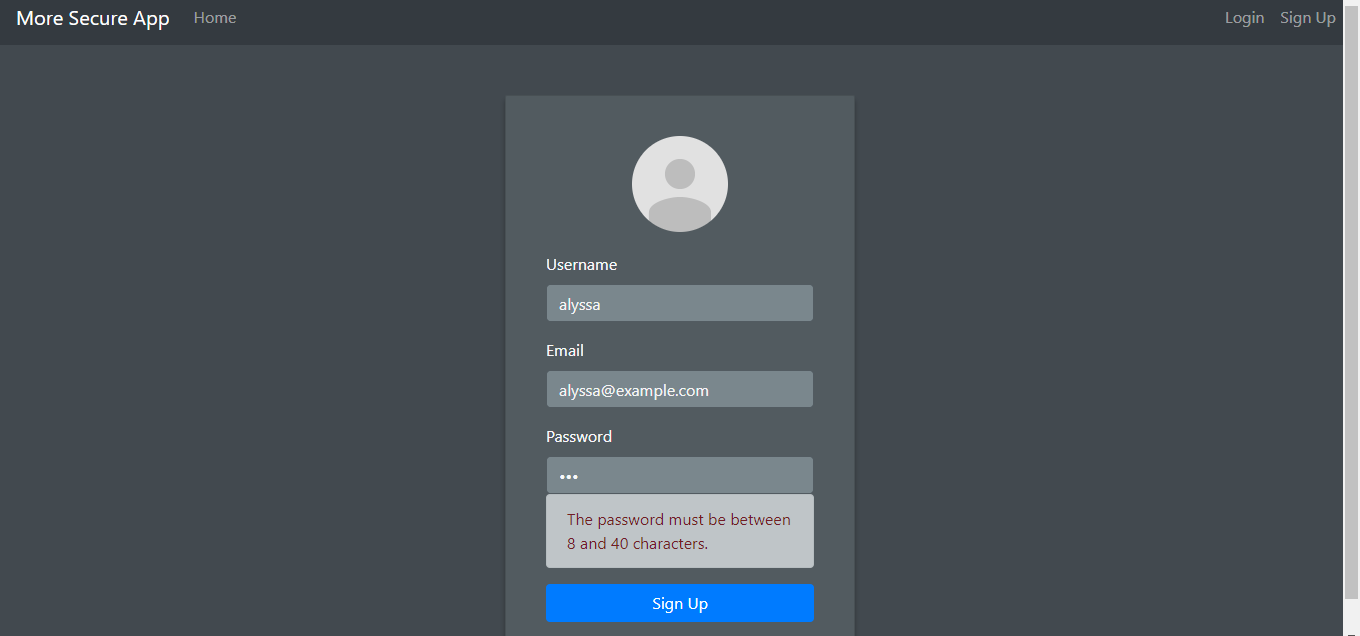 More Secure App Home Login Sign Up
Username
alyssa
Email
alyssa@example.com
Password
•••
The password must be between
8 and 40 characters.
Sign Up